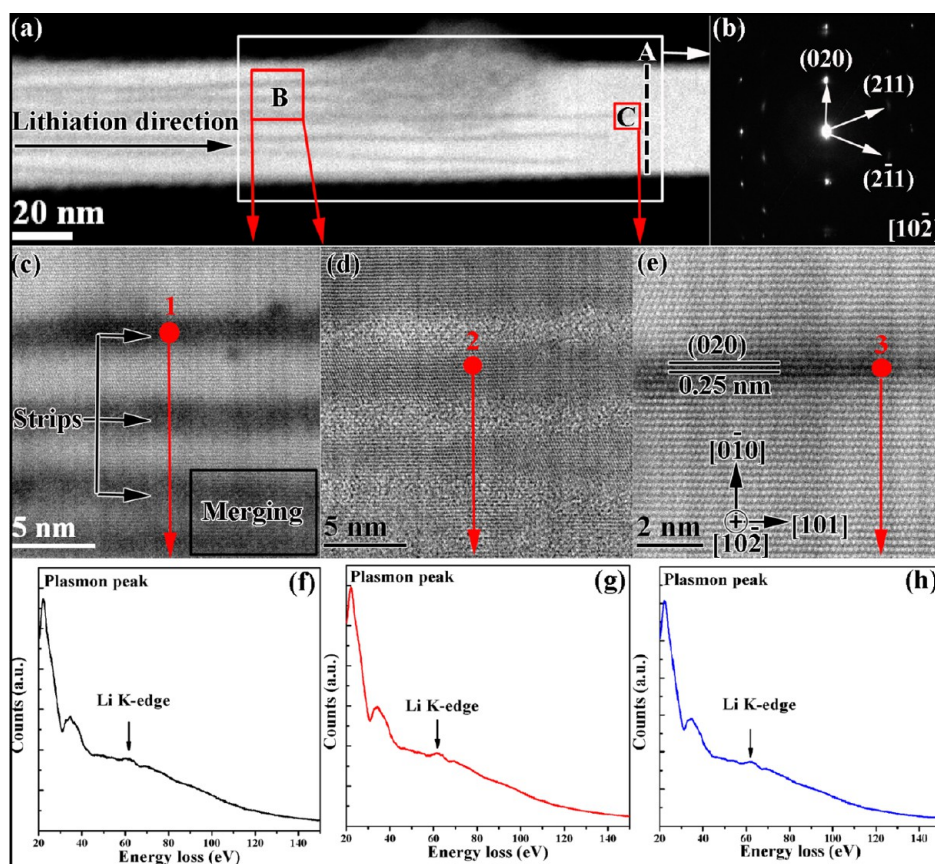 (a)
A
B
C
Lithiation direction
20 nm
(b)
(020)
(211)
(21̄1)
[102̄]
(c)
1
Strips
Merging
5 nm
(d)
2
5 nm
(e)
3
(020)
0.25 nm
[01̄0]
[101]
[102̄]
2 nm
Plasmon peak
(f)
Li K-edge
Counts (a.u.)
20 40 60 80 100 120 140
Energy loss (eV)
Plasmon peak
(g)
Li K-edge
Counts (a.u.)
20 40 60 80 100 120 140
Energy loss (eV)
Plasmon peak
(h)
Li K-edge
Counts (a.u.)
20 40 60 80 100 120 140
Energy loss (eV)